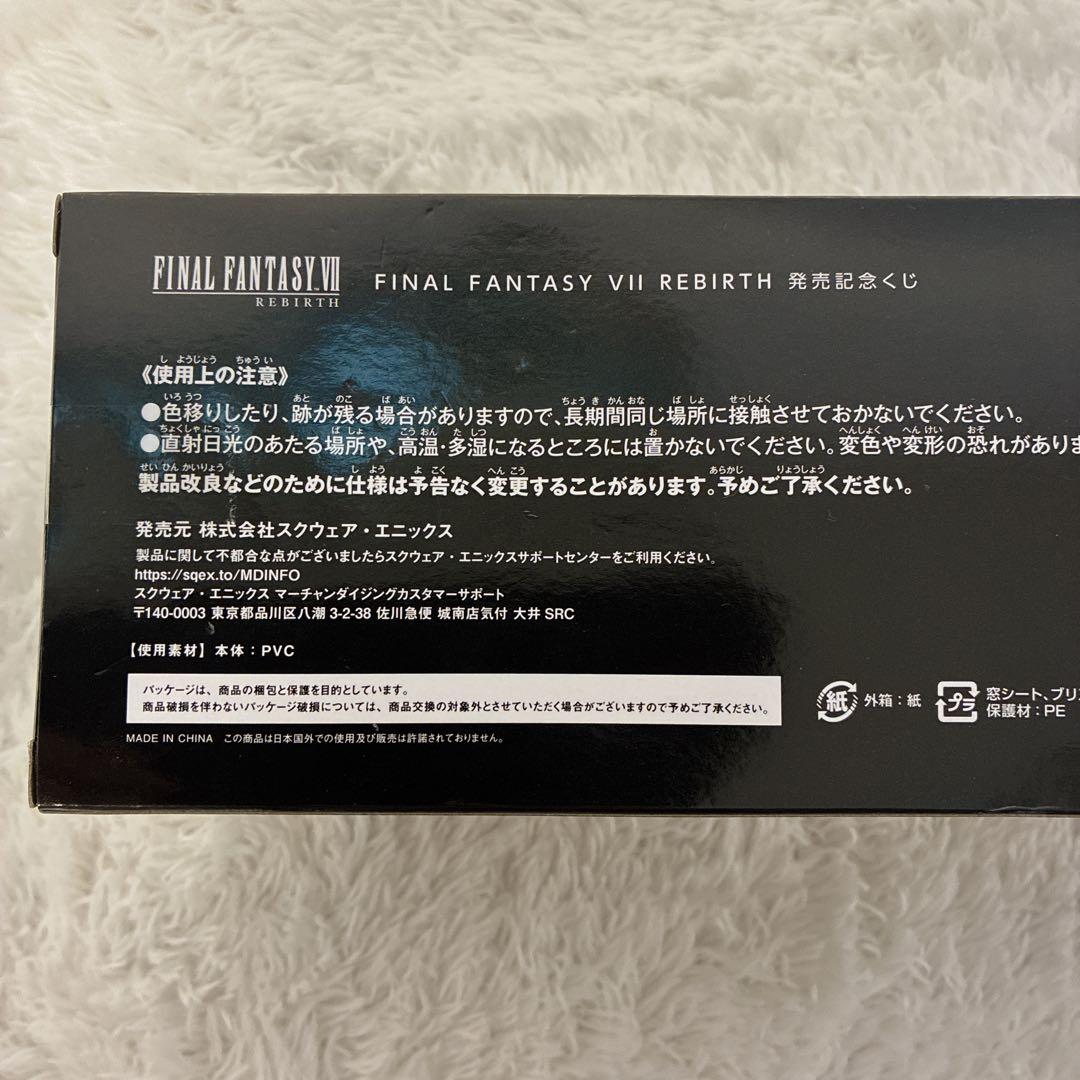 FINAL FANTASY VII
REBIRTH
FINAL FANTASY VII REBIRTH 発売記念くじ
《使用上の注意》
●色移りしたり、跡が残る場合がありますので、長期間同じ場所に接触させておかないでください。
●直射日光のあたる場所や、高温・多湿になるところには置かないでください。変色や変形の恐れがありま
製品改良などのために仕様は予告なく変更することがあります。予めご了承ください。
発売元 株式会社スクウェア・エニックス
製品に関して不都合な点がございましたらスクウェア・エニックスサポートセンターをご利用ください。
https://sqex.to/MDINFO
スクウェア・エニックス マーチャンダイジングカスタマーサポート
〒140-0003 東京都品川区八潮 3-2-38 佐川急便 城南店気付 大井 SRC
【使用素材】本体：PVC
パッケージは、商品の梱包と保護を目的としています。
商品破損を伴わないパッケージ破損については、商品交換の対象外とさせていただく場合がございますので予めご了承ください。
紙 外箱：紙
プラ 窓シート、ブリ
保護材：PE
MADE IN CHINA この商品は日本国外での使用及び販売は許諾されておりません。